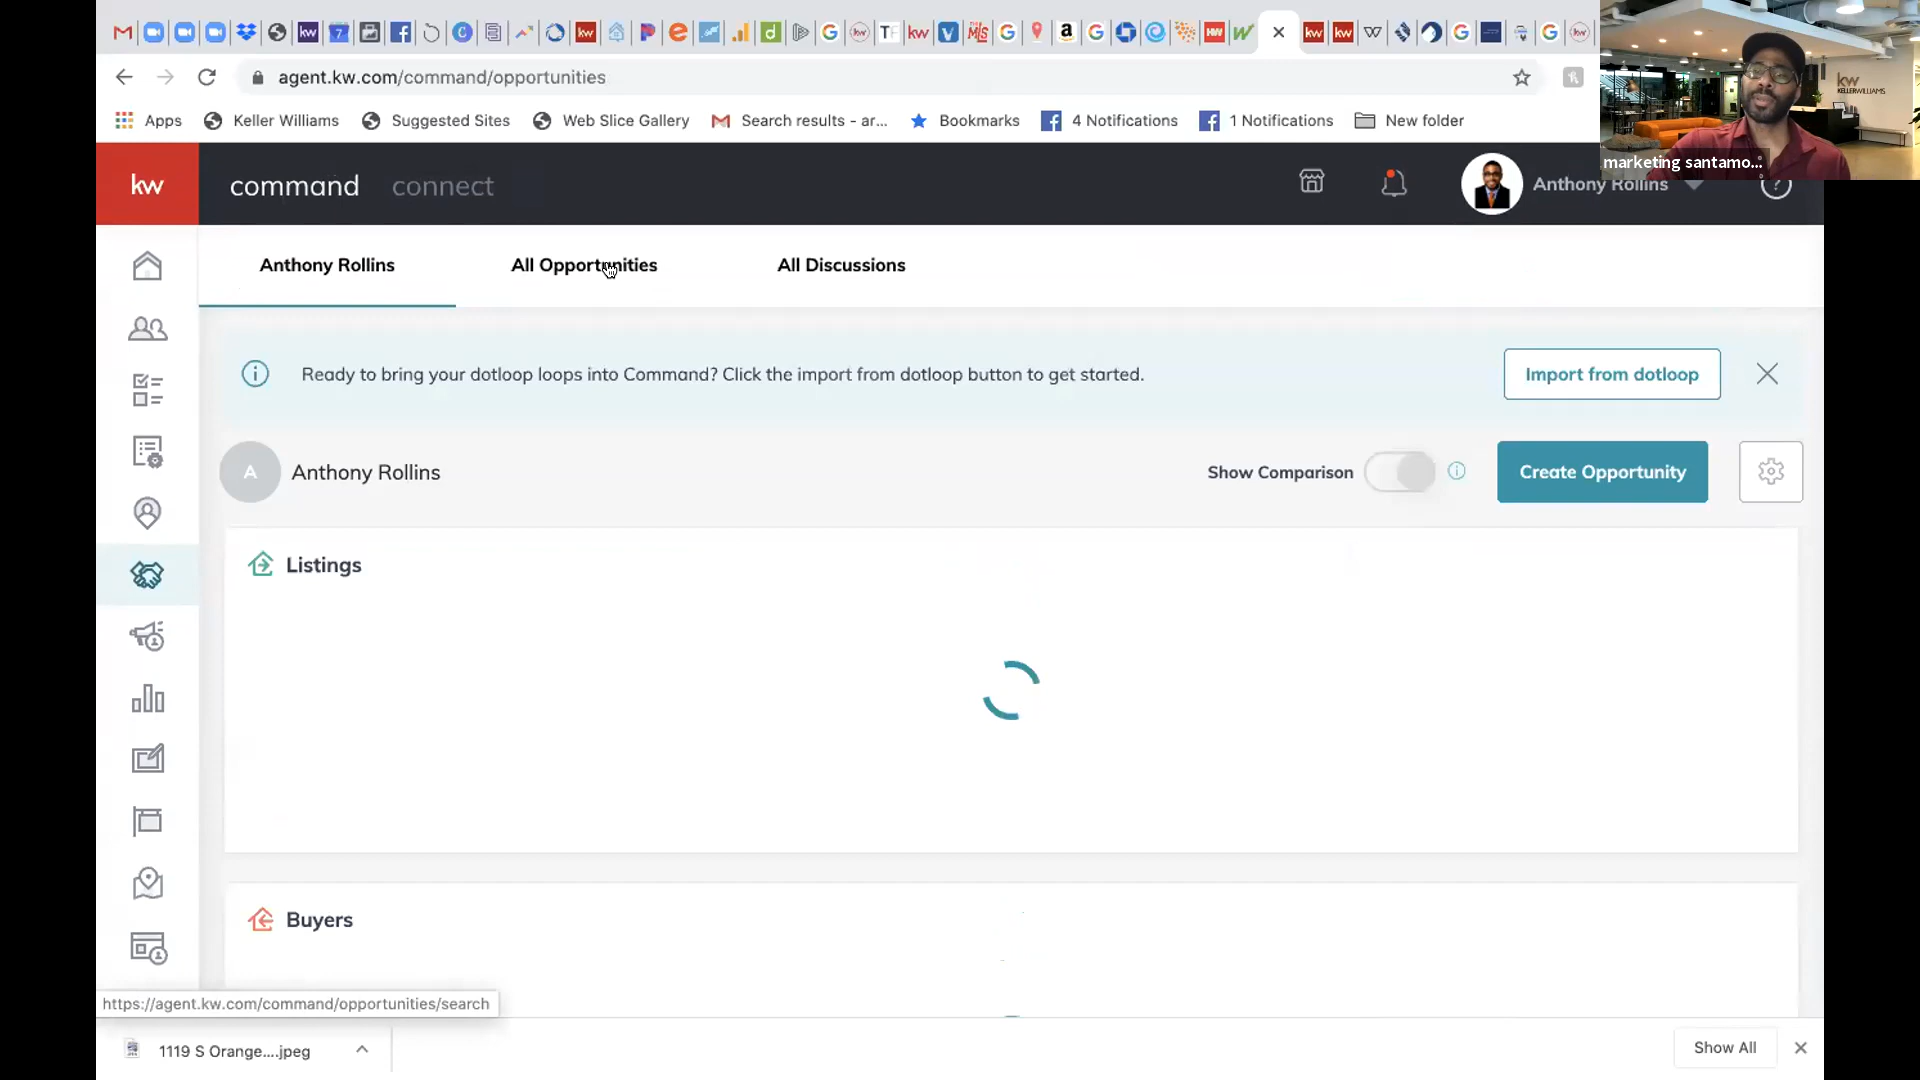 agent.kw.com/command/opportunities
Apps Keller Williams Suggested Sites Web Slice Gallery Search results - ar... Bookmarks 4 Notifications 1 Notifications New folder
kw
KELLERWILLIAMS
marketing santamo...
kw command connect Anthony Rollins
Anthony Rollins All Opportunities All Discussions
Ready to bring your dotloop loops into Command? Click the import from dotloop button to get started. Import from dotloop
A Anthony Rollins Show Comparison Create Opportunity
Listings
Buyers
https://agent.kw.com/command/opportunities/search
1119 S Orange....jpeg Show All